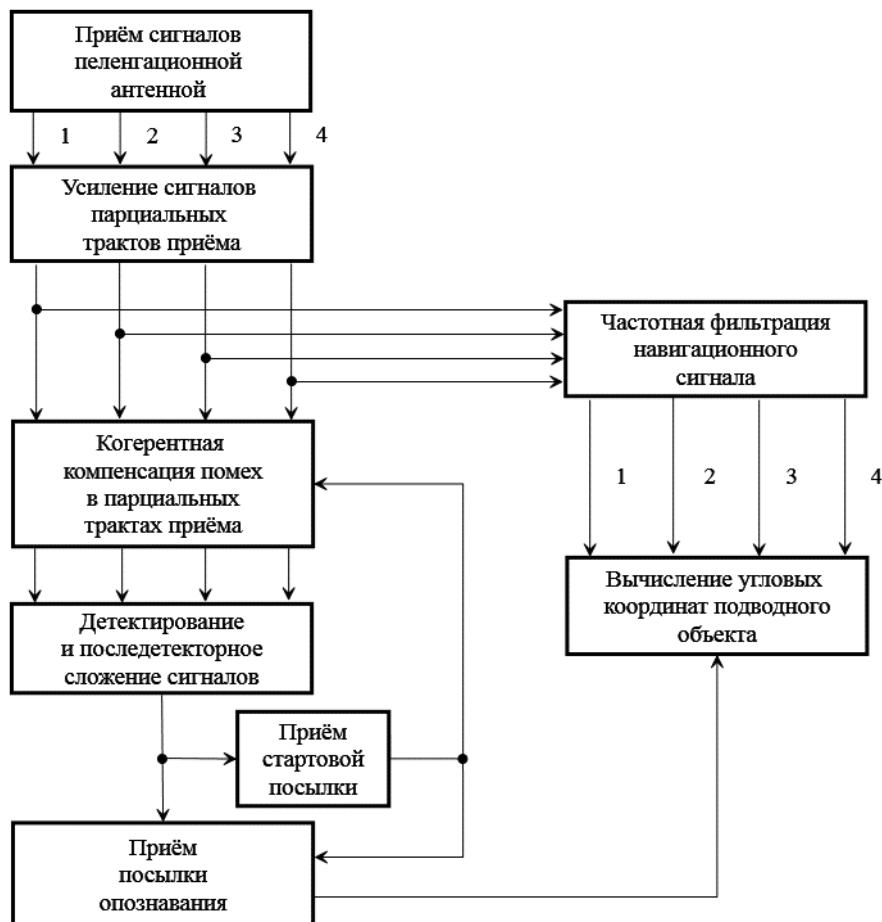 Приём сигналов
пеленгационной
антенной
1 2 3 4
Усиление сигналов
парциальных
трактов приёма
Частотная фильтрация
навигационного
сигнала
Когерентная
компенсация помех
в парциальных
трактах приёма
1 2 3 4
Вычисление угловых
координат подводного
объекта
Детектирование
и последетекторное
сложение сигналов
Приём
стартовой
посылки
Приём
посылки
опознавания